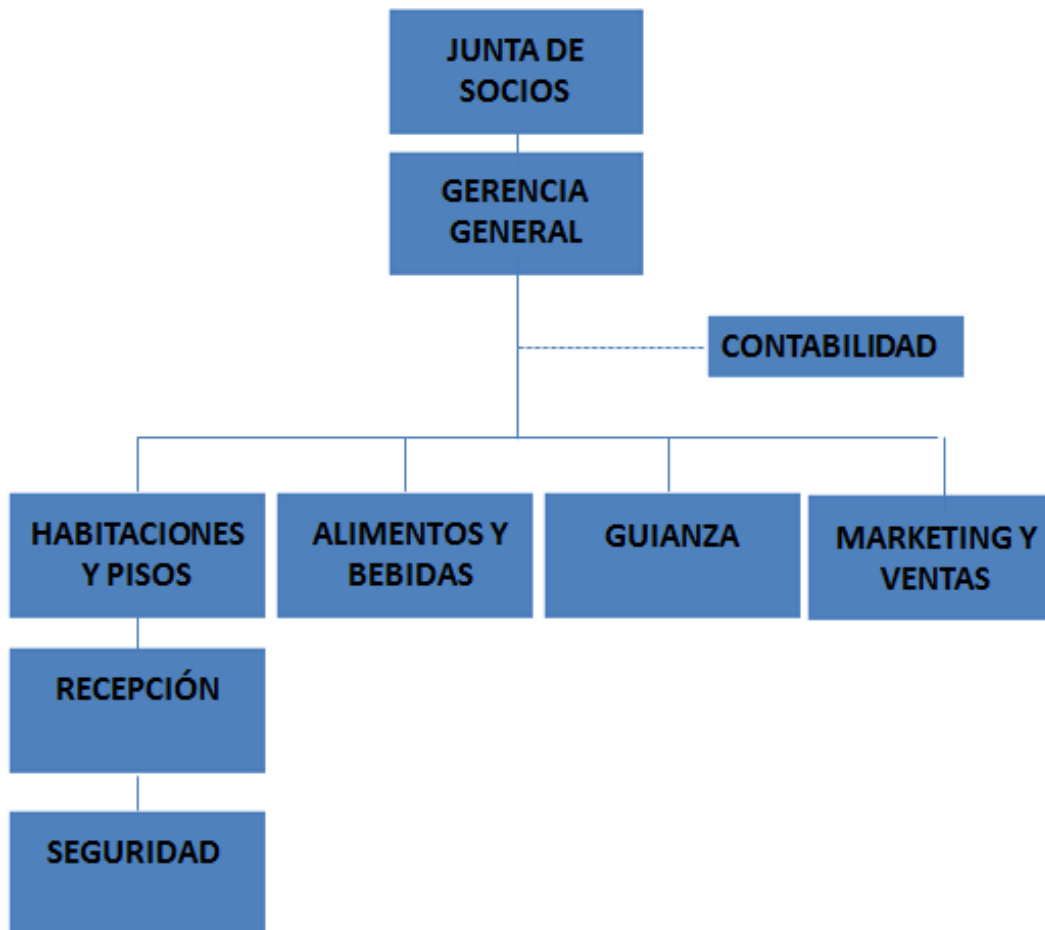 JUNTA DE
SOCIOS
GERENCIA
GENERAL
CONTABILIDAD
HABITACIONES
Y PISOS
ALIMENTOS Y
BEBIDAS
GUIANZA
MARKETING Y
VENTAS
RECEPCIÓN
SEGURIDAD